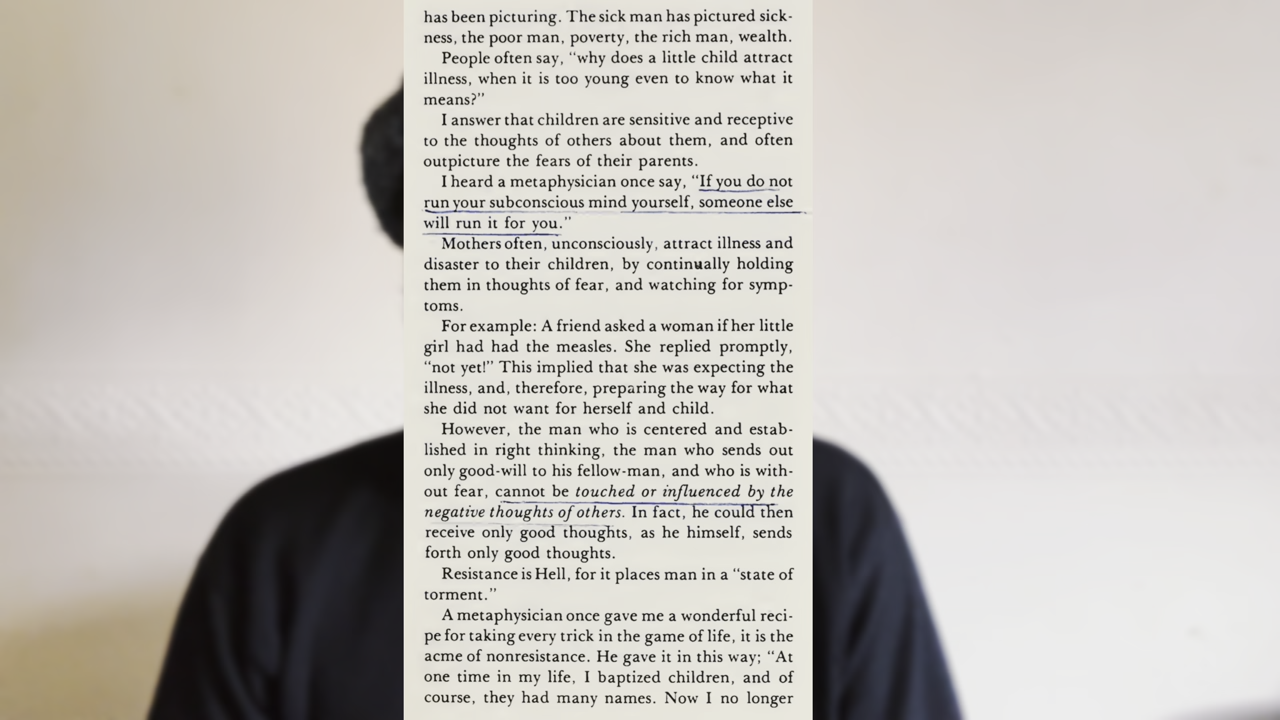 has been picturing. The sick man has pictured sick-
ness, the poor man, poverty, the rich man, wealth.
People often say, “why does a little child attract
illness, when it is too young even to know what it
means?”
I answer that children are sensitive and receptive
to the thoughts of others about them, and often
outpicture the fears of their parents.
I heard a metaphysician once say, “If you do not
run your subconscious mind yourself, someone else
will run it for you.”
Mothers often, unconsciously, attract illness and
disaster to their children, by continually holding
them in thoughts of fear, and watching for symp-
toms.
For example: A friend asked a woman if her little
girl had had the measles. She replied promptly,
“not yet!” This implied that she was expecting the
illness, and, therefore, preparing the way for what
she did not want for herself and child.
However, the man who is centered and estab-
lished in right thinking, the man who sends out
only good-will to his fellow-man, and who is with-
out fear, cannot be touched or influenced by the
negative thoughts of others. In fact, he could then
receive only good thoughts, as he himself, sends
forth only good thoughts.
Resistance is Hell, for it places man in a “state of
torment.”
A metaphysician once gave me a wonderful reci-
pe for taking every trick in the game of life, it is the
acme of nonresistance. He gave it in this way; “At
one time in my life, I baptized children, and of
course, they had many names. Now I no longer